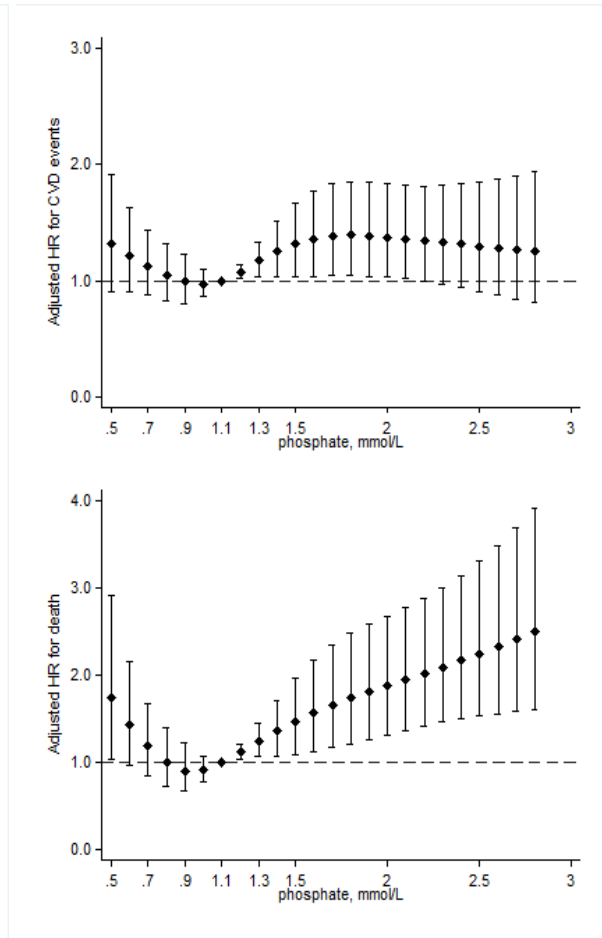 3.0
2.0
1.0
0.0
Adjusted HR for CVD events
.5 .7 .9 1.1 1.3 1.5 2 2.5 3
phosphate, mmol/L
4.0
3.0
2.0
1.0
0.0
Adjusted HR for death
.5 .7 .9 1.1 1.3 1.5 2 2.5 3
phosphate, mmol/L